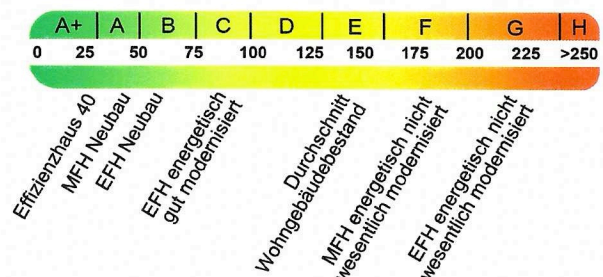 A+ A B C D E F G H
0 25 50 75 100 125 150 175 200 225 >250
Effizienzhaus 40
MFH Neubau
EFH Neubau
EFH energetisch
gut modernisiert
Durchschnitt
Wohngebäudebestand
MFH energetisch nicht
wesentlich modernisiert
EFH energetisch nicht
wesentlich modernisiert